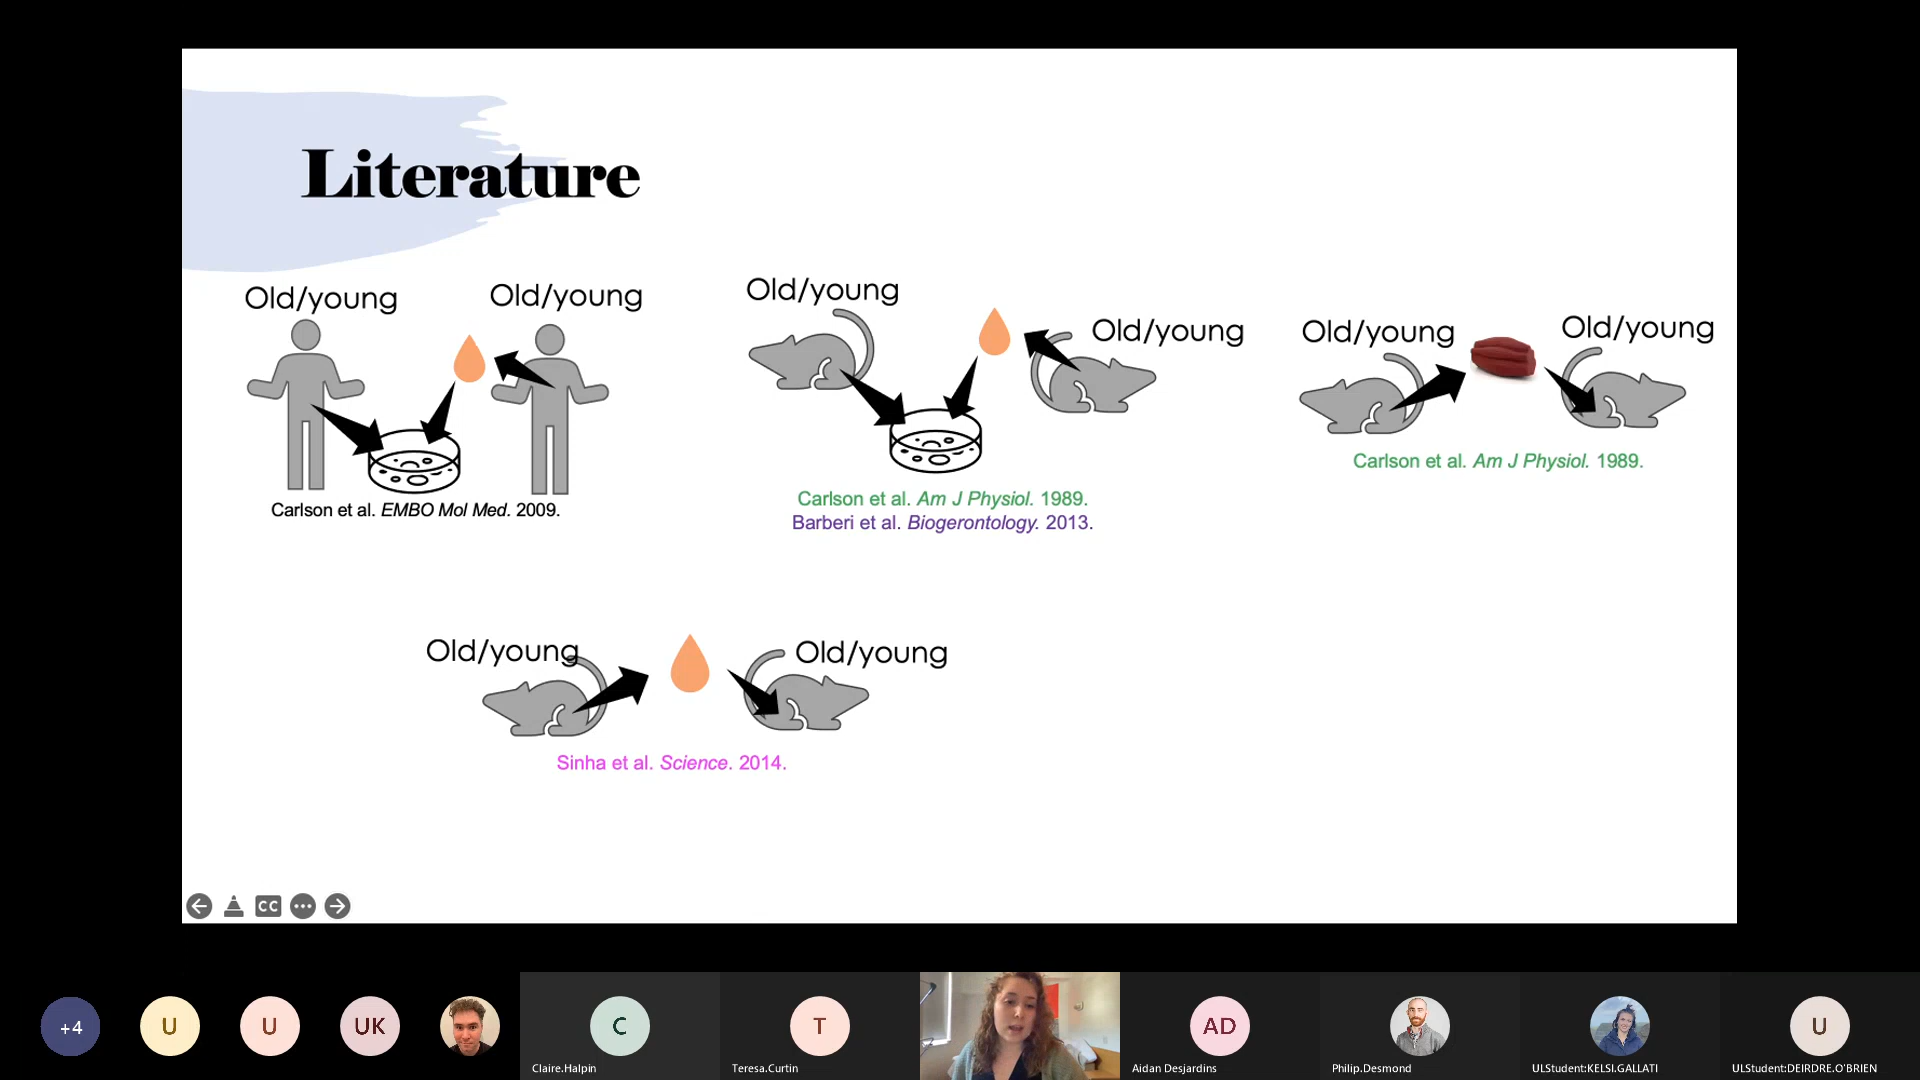 Literature
Old/young
Old/young
Carlson et al. EMBO Mol Med. 2009.
Old/young
Old/young
Carlson et al. Am J Physiol. 1989.
Barberi et al. Biogerontology. 2013.
Old/young
Old/young
Carlson et al. Am J Physiol. 1989.
Old/young
Old/young
Sinha et al. Science. 2014.
CC
+4
U
U
UK
C
Claire.Halpin
T
Teresa.Curtin
AD
Aidan Desjardins
Philip.Desmond
ULStudent:KELSI.GALLATI
U
ULStudent:DEIRDRE.O'BRIEN